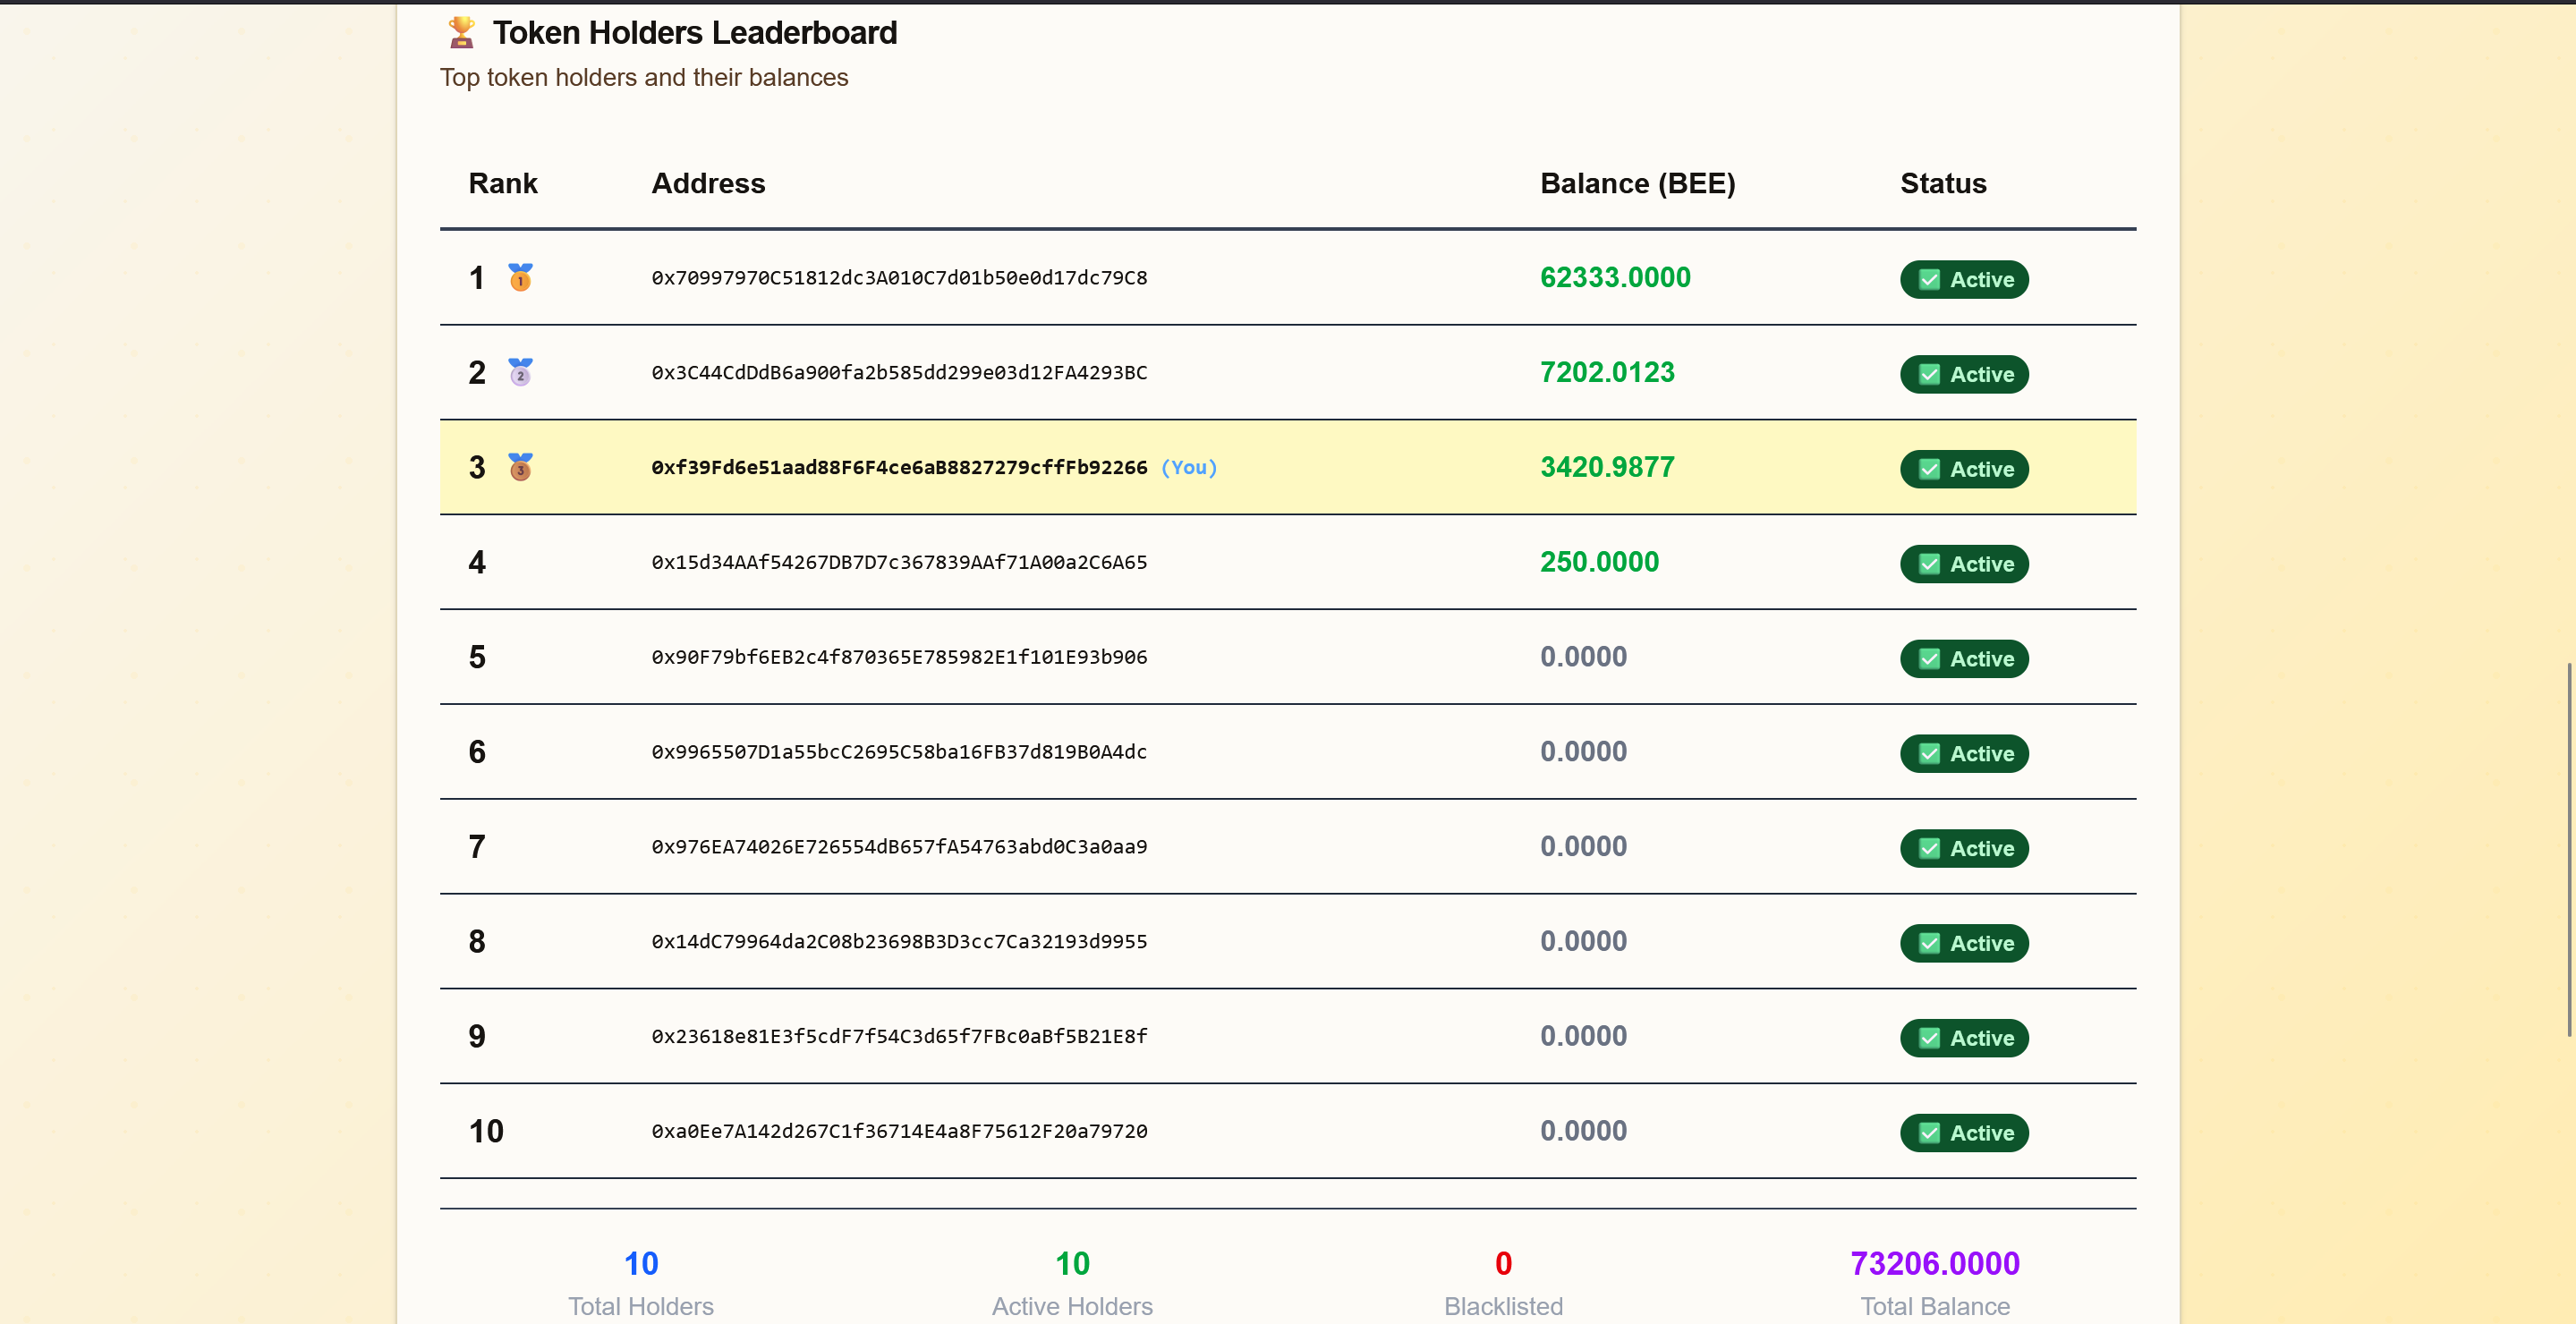 🏆 Token Holders Leaderboard
Top token holders and their balances
Rank Address Balance (BEE) Status
1 🥇 0x70997970C51812dc3A010C7d01b50e0d17dc79C8 62333.0000 ✅ Active
2 🥈 0x3C44CdDdB6a900fa2b585dd299e03d12FA4293BC 7202.0123 ✅ Active
3 🥉 0xf39Fd6e51aad88F6F4ce6aB8827279cffFb92266 (You) 3420.9877 ✅ Active
4 0x15d34AAf54267DB7D7c367839AAf71A00a2C6A65 250.0000 ✅ Active
5 0x90F79bf6EB2c4f870365E785982E1f101E93b906 0.0000 ✅ Active
6 0x9965507D1a55bcC2695C58ba16FB37d819B0A4dc 0.0000 ✅ Active
7 0x976EA74026E726554dB657fA54763abd0C3a0aa9 0.0000 ✅ Active
8 0x14dC79964da2C08b23698B3D3cc7Ca32193d9955 0.0000 ✅ Active
9 0x23618e81E3f5cdF7f54C3d65f7FBc0aBf5B21E8f 0.0000 ✅ Active
10 0xa0Ee7A142d267C1f36714E4a8F75612F20a79720 0.0000 ✅ Active
10 10 0 73206.0000
Total Holders Active Holders Blacklisted Total Balance